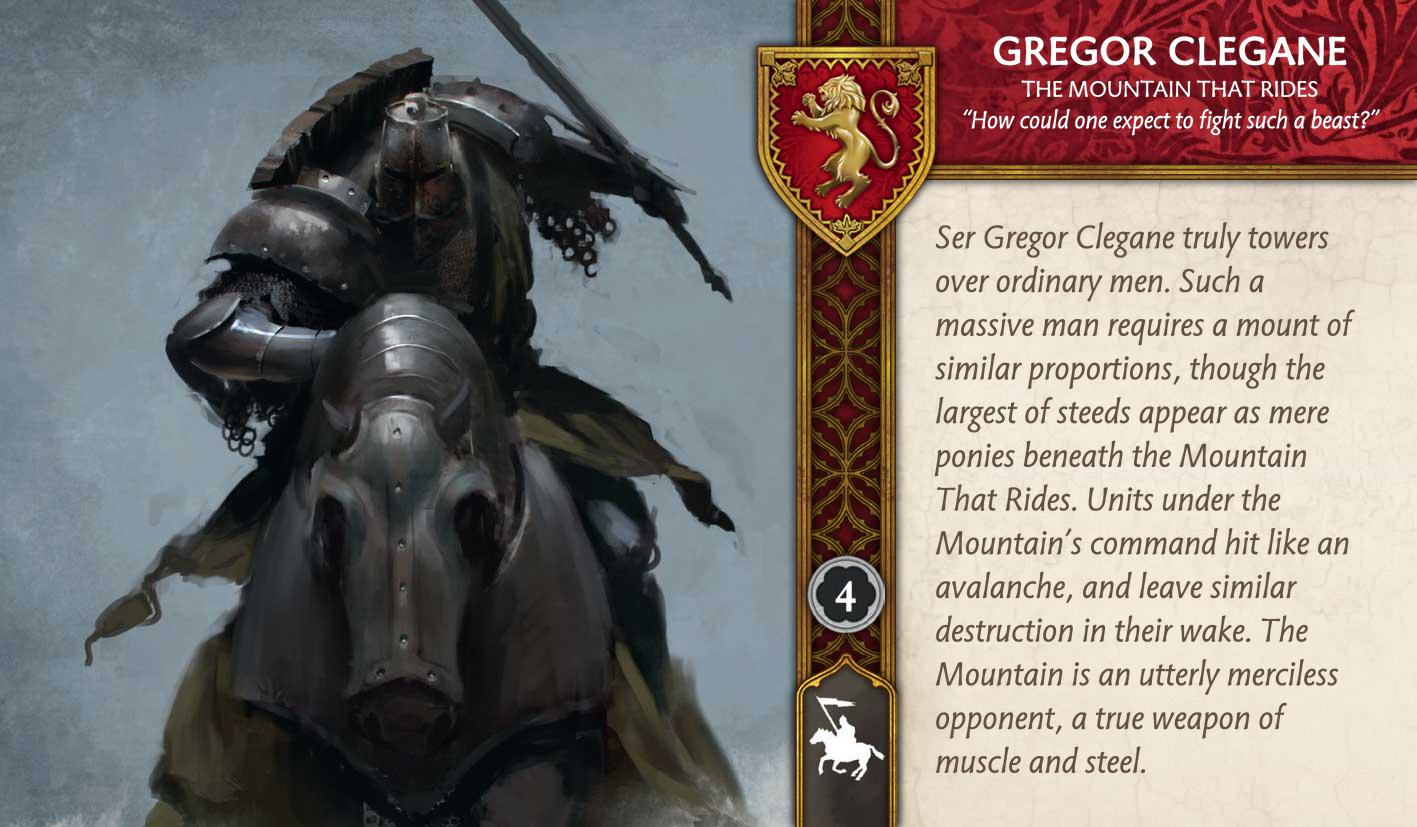 GREGOR CLEGANE
THE MOUNTAIN THAT RIDES
“How could one expect to fight such a beast?”
Ser Gregor Clegane truly towers
over ordinary men. Such a
massive man requires a mount of
similar proportions, though the
largest of steeds appear as mere
ponies beneath the Mountain
That Rides. Units under the
Mountain’s command hit like an
avalanche, and leave similar
destruction in their wake. The
Mountain is an utterly merciless
opponent, a true weapon of
muscle and steel.
4